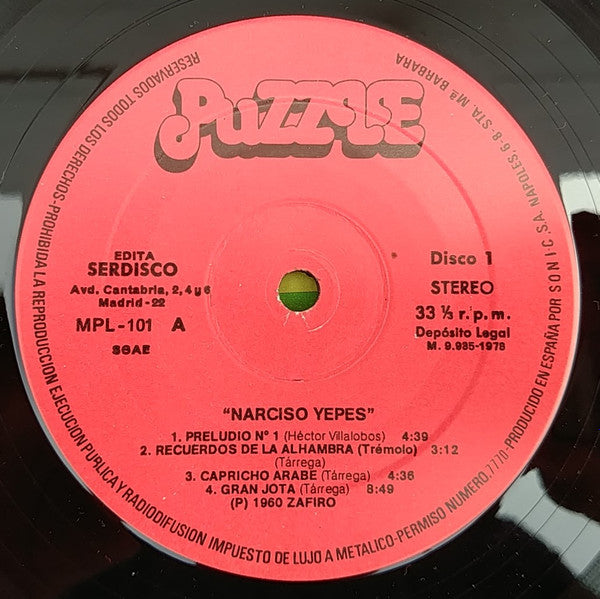 PUZZLE
RESERVADOS TODOS LOS DERECHOS-PROHIBIDA LA REPRODUCCION EJECUCION PUBLICA Y RADIODIFUSION IMPUESTO DE LUJO A METALICO-PERMISO NUMERO 7770-PRODUCIDO EN ESPAÑA POR S O N I C S.A. NAPOLES, 6-8-STA. Mª. BARBARA
EDITA
SERDISCO
Avd. Cantabria, 2, 4 y 6
Madrid-22
MPL-101 A
SGAE
Disco 1
STEREO
33 ⅓ r.p.m.
Depósito Legal
M. 9.935-1978
"NARCISO YEPES"
1. PRELUDIO Nº 1 (Héctor Villalobos) 4:39
2. RECUERDOS DE LA ALHAMBRA (Trémolo) 3:12
(Tárrega)
3. CAPRICHO ARABE (Tárrega) 4:36
4. GRAN JOTA (Tárrega) 8:49
(P) 1960 ZAFIRO